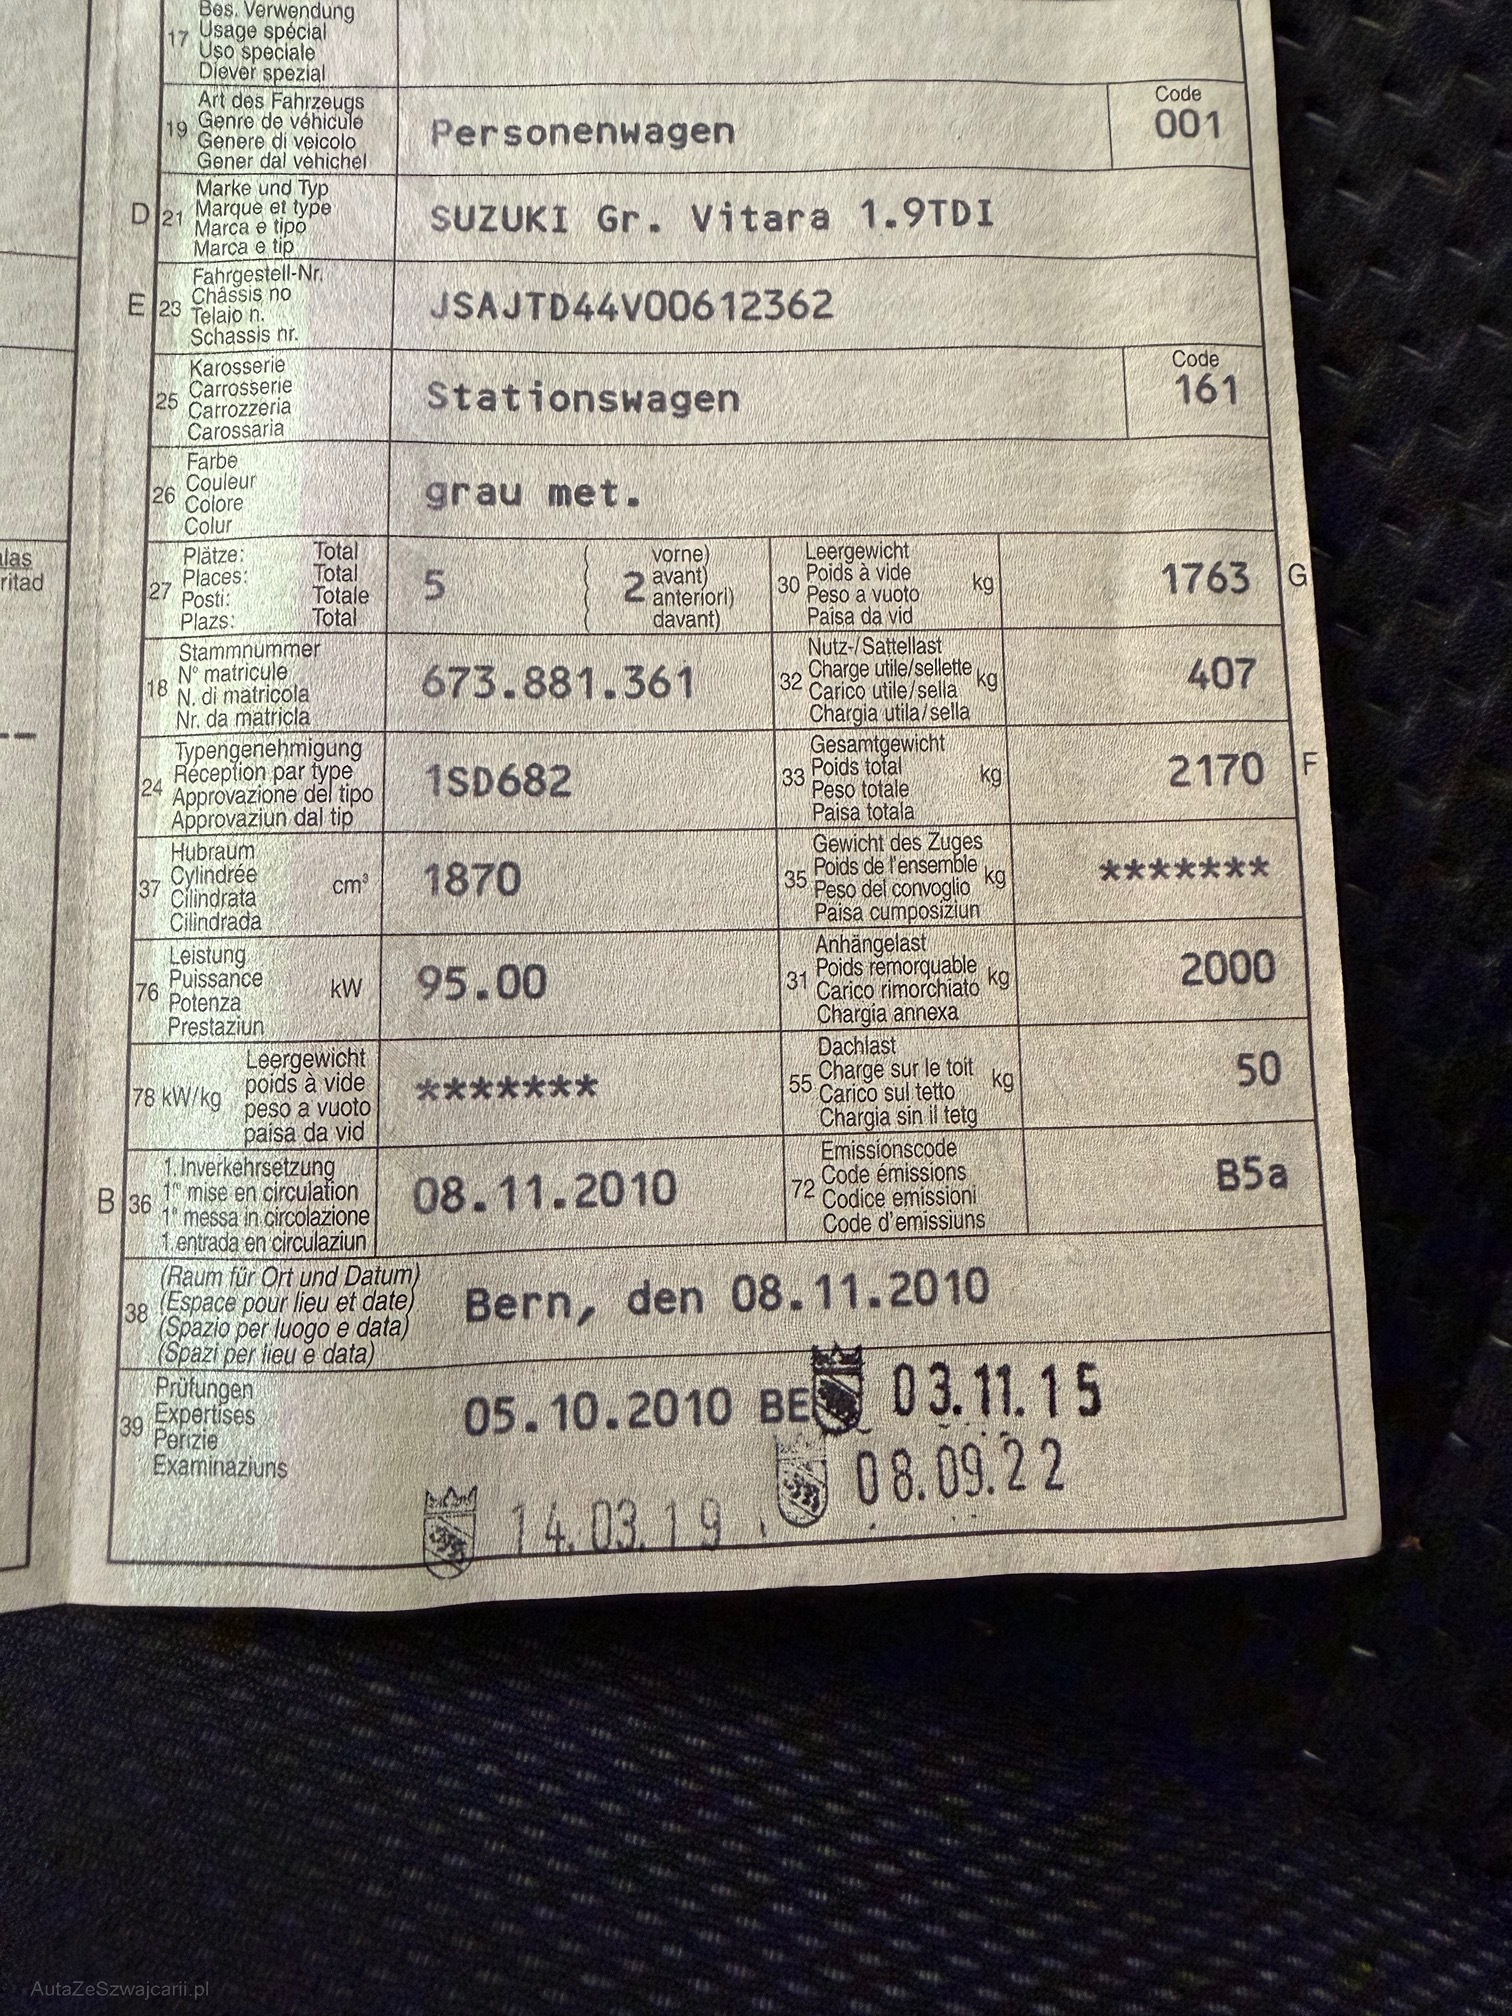 Bes. Verwendung
17 Usage spécial
Uso speciale
Diever spezial
Art des Fahrzeugs
19 Genre de véhicule
Genere di veicolo
Gener dal vehichel
Personenwagen
Code
001
Marke und Typ
D 21 Marque et type
Marca e tipo
Marca e tip
SUZUKI Gr. Vitara 1.9TDI
Fahrgestell-Nr.
E 23 Châssis no
Telaio n.
Schassis nr.
JSAJTD44V00612362
Karosserie
25 Carrosserie
Carrozzeria
Carossaria
Stationswagen
Code
161
Farbe
26 Couleur
Colore
Colur
grau met.
las
ritad
Plätze: Total
27 Places: Total
Posti: Totale
Plazs: Total
5
2
vorne)
avant)
anteriori)
davant)
Leergewicht
30 Poids à vide kg
Peso a vuoto
Paisa da vid
1763 G
Stammnummer
18 N° matricule
N. di matricola
Nr. da matricla
673.881.361
Nutz-/Sattellast
32 Charge utile/sellette kg
Carico utile/sella
Chargia utila/sella
407
Typengenehmigung
24 Réception par type
Approvazione del tipo
Approvaziun dal tip
1SD682
Gesamtgewicht
33 Poids total kg
Peso totale
Paisa totala
2170 F
Hubraum
37 Cylindrée cm³
Cilindrata
Cilindrada
1870
Gewicht des Zuges
35 Poids de l'ensemble kg
Peso del convoglio
Paisa cumposiziun
*******
Leistung
76 Puissance kW
Potenza
Prestaziun
95.00
Anhängelast
31 Poids remorquable kg
Carico rimorchiato
Chargia annexa
2000
Leergewicht
78 kW/kg poids à vide
peso a vuoto
paisa da vid
*******
Dachlast
55 Charge sur le toit kg
Carico sul tetto
Chargia sin il tetg
50
1. Inverkehrsetzung
B 36 1re mise en circulation
1a messa in circolazione
1. entrada en circulaziun
08.11.2010
Emissionscode
72 Code émissions
Codice emissioni
Code d'emissiuns
B5a
(Raum für Ort und Datum)
38 (Espace pour lieu et date)
(Spazio per luogo e data)
(Spazi per lieu e data)
Bern, den 08.11.2010
Prüfungen
39 Expertises
Perizie
Examinaziuns
05.10.2010 BE 03.11.15
08.09.22
14.03.19
AutaZeSzwajcarii.pl